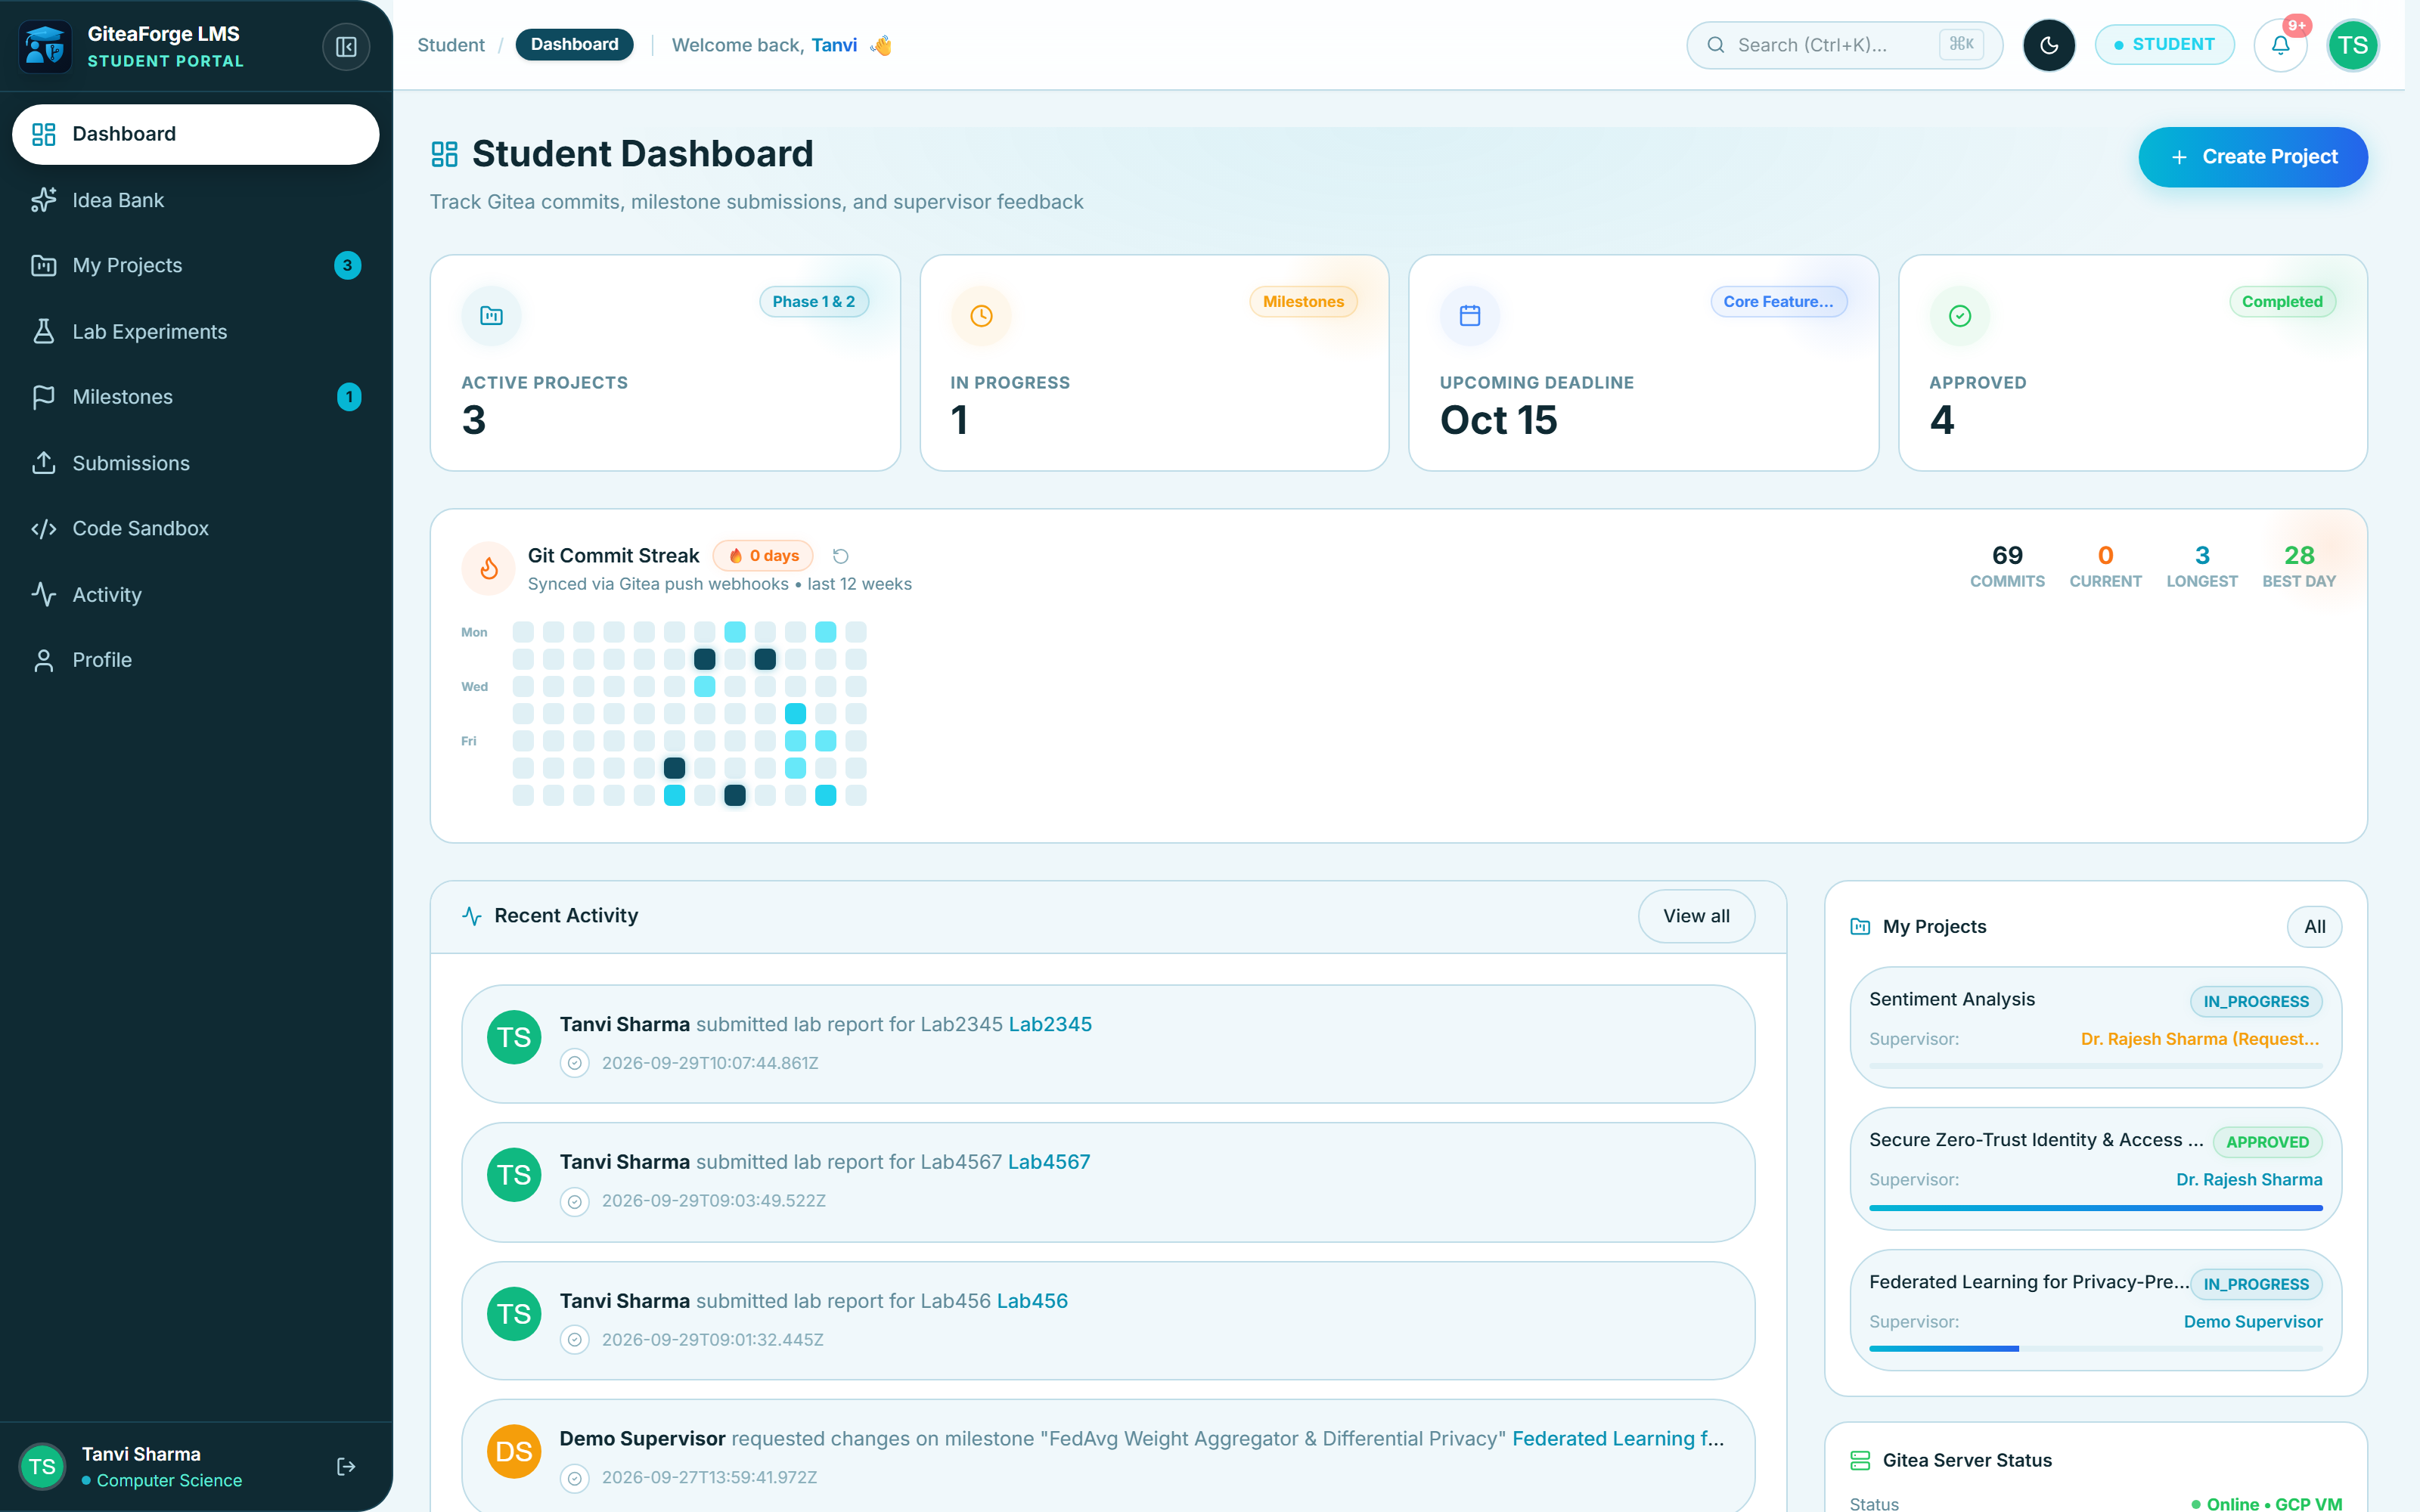 GiteaForge LMS
STUDENT PORTAL
Dashboard
Idea Bank
My Projects 3
Lab Experiments
Milestones 1
Submissions
Code Sandbox
Activity
Profile
TS Tanvi Sharma
Computer Science
Student / Dashboard Welcome back, Tanvi 👋
Search (Ctrl+K)... ⌘K
STUDENT
9+
TS
Student Dashboard
Track Gitea commits, milestone submissions, and supervisor feedback
+ Create Project
Phase 1 & 2
ACTIVE PROJECTS
3
Milestones
IN PROGRESS
1
Core Feature...
UPCOMING DEADLINE
Oct 15
Completed
APPROVED
4
Git Commit Streak 🔥 0 days
Synced via Gitea push webhooks • last 12 weeks
69 0 3 28
COMMITS CURRENT LONGEST BEST DAY
Mon
Wed
Fri
Recent Activity View all
TS Tanvi Sharma submitted lab report for Lab2345 Lab2345
2026-09-29T10:07:44.861Z
TS Tanvi Sharma submitted lab report for Lab4567 Lab4567
2026-09-29T09:03:49.522Z
TS Tanvi Sharma submitted lab report for Lab456 Lab456
2026-09-29T09:01:32.445Z
DS Demo Supervisor requested changes on milestone "FedAvg Weight Aggregator & Differential Privacy" Federated Learning f...
2026-09-27T13:59:41.972Z
My Projects All
Sentiment Analysis IN_PROGRESS
Supervisor: Dr. Rajesh Sharma (Request...
Secure Zero-Trust Identity & Access ... APPROVED
Supervisor: Dr. Rajesh Sharma
Federated Learning for Privacy-Pre... IN_PROGRESS
Supervisor: Demo Supervisor
Gitea Server Status
Status Online • GCP VM